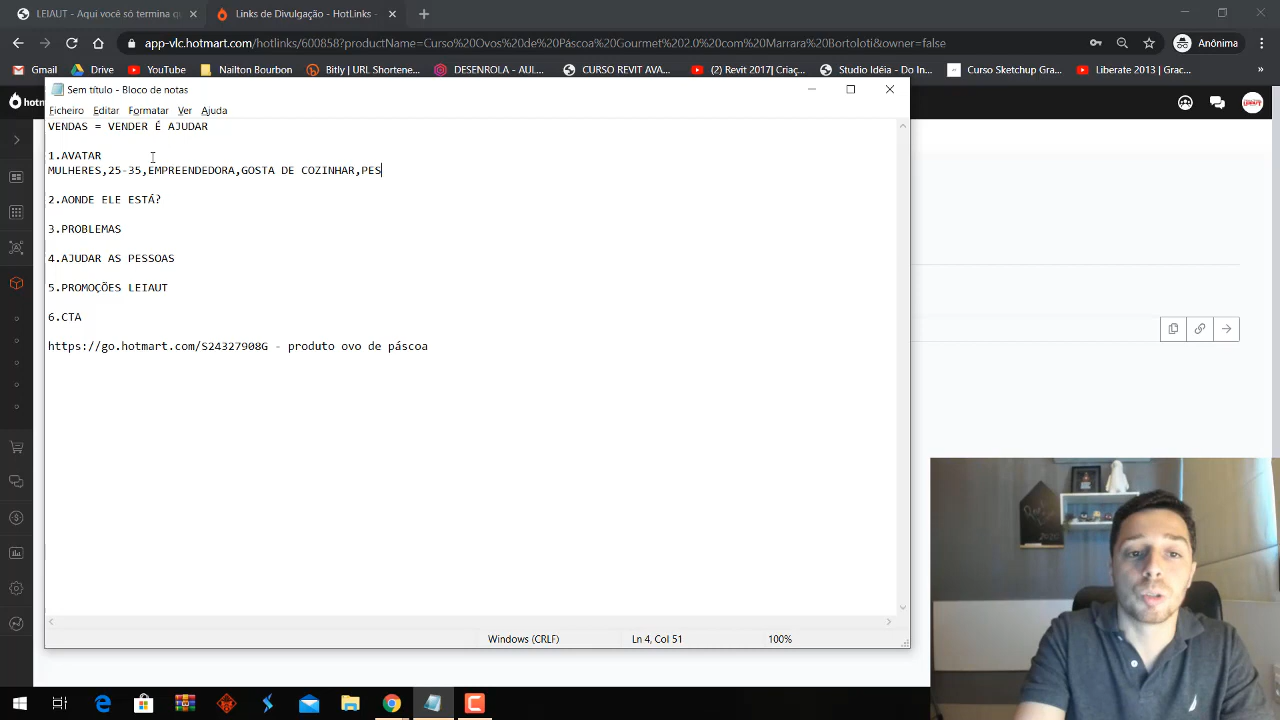 LEIAUT - Aqui você só termina qu
Links de Divulgação - HotLinks -
app-vlc.hotmart.com/hotlinks/600858?productName=Curso%20Ovos%20de%20Páscoa%20Gourmet%202.0%20com%20Marrara%20Bortoloti&owner=false
Anônima
Gmail
Drive
YouTube
Nailton Bourbon
Bitly | URL Shortene...
DESENROLA - AUL...
CURSO REVIT AVA...
(2) Revit 2017| Criaç...
Studio Idéia - Do In...
Curso Sketchup Gra...
Liberate 2013 | Grac...
hotm
Sem título - Bloco de notas
Ficheiro Editar Formatar Ver Ajuda
VENDAS = VENDER É AJUDAR
1.AVATAR
MULHERES,25-35,EMPREENDEDORA,GOSTA DE COZINHAR,PES
2.AONDE ELE ESTÁ?
3.PROBLEMAS
4.AJUDAR AS PESSOAS
5.PROMOÇÕES LEIAUT
6.CTA
https://go.hotmart.com/S24327908G - produto ovo de páscoa
Windows (CRLF)
Ln 4, Col 51
100%